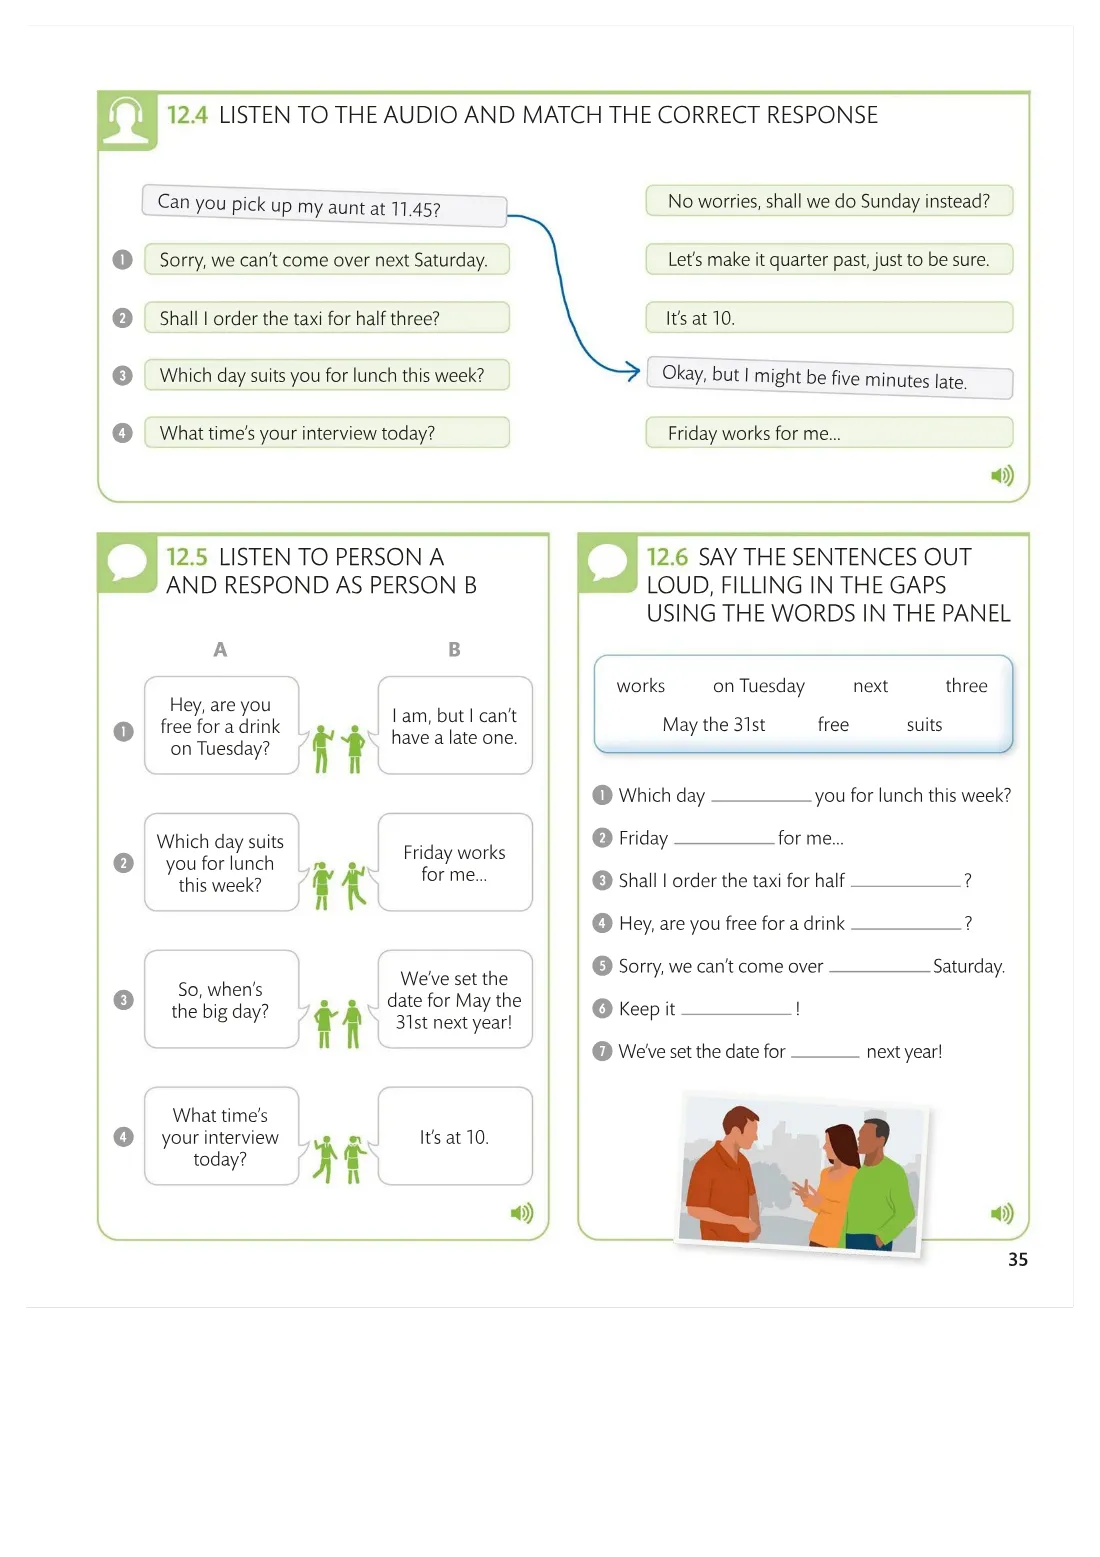 12.4 LISTEN TO THE AUDIO AND MATCH THE CORRECT RESPONSE
Can you pick up my aunt at 11.45?
1 Sorry, we can't come over next Saturday.
2 Shall I order the taxi for half three?
3 Which day suits you for lunch this week?
4 What time's your interview today?
No worries, shall we do Sunday instead?
Let's make it quarter past, just to be sure.
It's at 10.
Okay, but I might be five minutes late.
Friday works for me...
12.5 LISTEN TO PERSON A
AND RESPOND AS PERSON B
A
B
1
Hey, are you
free for a drink
on Tuesday?
I am, but I can't
have a late one.
2
Which day suits
you for lunch
this week?
Friday works
for me...
3
So, when's
the big day?
We've set the
date for May the
31st next year!
4
What time's
your interview
today?
It's at 10.
12.6 SAY THE SENTENCES OUT
LOUD, FILLING IN THE GAPS
USING THE WORDS IN THE PANEL
works on Tuesday next three
May the 31st free suits
1 Which day __________ you for lunch this week?
2 Friday __________ for me...
3 Shall I order the taxi for half ___________ ?
4 Hey, are you free for a drink ___________ ?
5 Sorry, we can't come over __________ Saturday.
6 Keep it ___________ !
7 We've set the date for _______ next year!
35